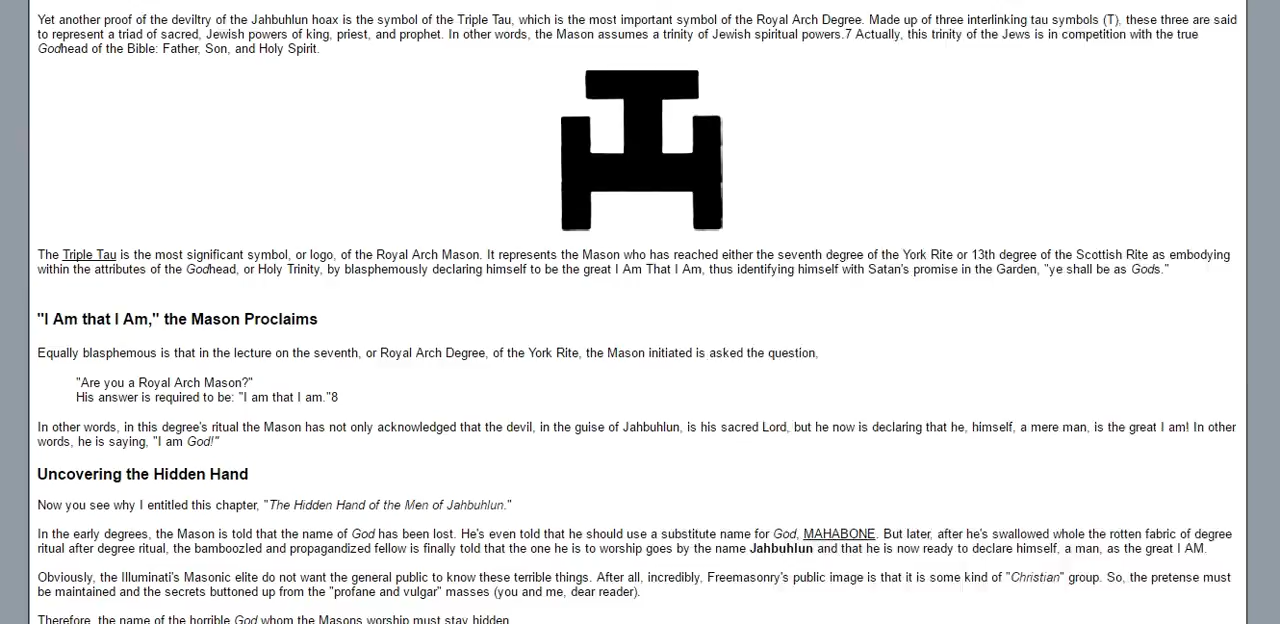 Yet another proof of the deviltry of the Jahbuhlun hoax is the symbol of the Triple Tau, which is the most important symbol of the Royal Arch Degree. Made up of three interlinking tau symbols (T), these three are said
to represent a triad of sacred, Jewish powers of king, priest, and prophet. In other words, the Mason assumes a trinity of Jewish spiritual powers.7 Actually, this trinity of the Jews is in competition with the true
Godhead of the Bible: Father, Son, and Holy Spirit.
The Triple Tau is the most significant symbol, or logo, of the Royal Arch Mason. It represents the Mason who has reached either the seventh degree of the York Rite or 13th degree of the Scottish Rite as embodying
within the attributes of the Godhead, or Holy Trinity, by blasphemously declaring himself to be the great I Am That I Am, thus identifying himself with Satan's promise in the Garden, "ye shall be as Gods."
"I Am that I Am," the Mason Proclaims
Equally blasphemous is that in the lecture on the seventh, or Royal Arch Degree, of the York Rite, the Mason initiated is asked the question,
"Are you a Royal Arch Mason?"
His answer is required to be: "I am that I am."8
In other words, in this degree's ritual the Mason has not only acknowledged that the devil, in the guise of Jahbuhlun, is his sacred Lord, but he now is declaring that he, himself, a mere man, is the great I am! In other
words, he is saying, "I am God!"
Uncovering the Hidden Hand
Now you see why I entitled this chapter, "The Hidden Hand of the Men of Jahbuhlun."
In the early degrees, the Mason is told that the name of God has been lost. He's even told that he should use a substitute name for God, MAHABONE. But later, after he's swallowed whole the rotten fabric of degree
ritual after degree ritual, the bamboozled and propagandized fellow is finally told that the one he is to worship goes by the name Jahbuhlun and that he is now ready to declare himself, a man, as the great I AM.
Obviously, the Illuminati's Masonic elite do not want the general public to know these terrible things. After all, incredibly, Freemasonry's public image is that it is some kind of "Christian" group. So, the pretense must
be maintained and the secrets buttoned up from the "profane and vulgar" masses (you and me, dear reader).
Therefore, the name of the horrible God whom the Masons worship must stay hidden